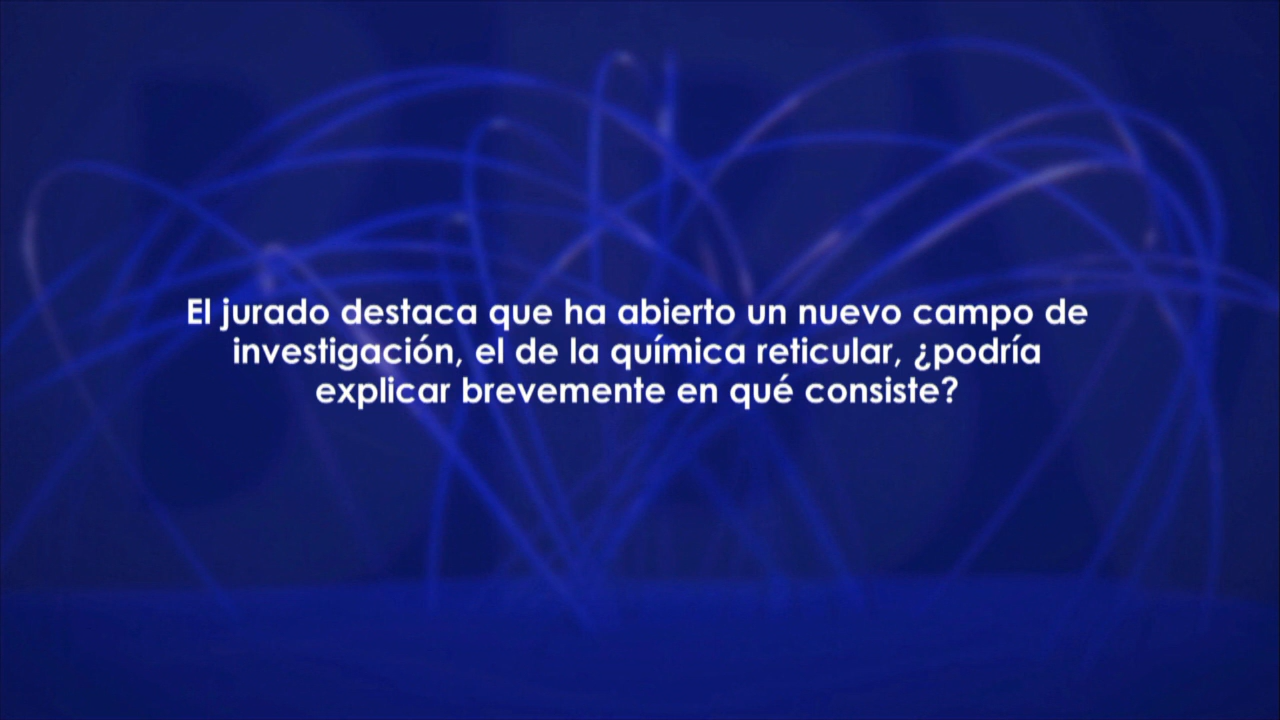 El jurado destaca que ha abierto un nuevo campo de
investigación, el de la química reticular, ¿podría
explicar brevemente en qué consiste?